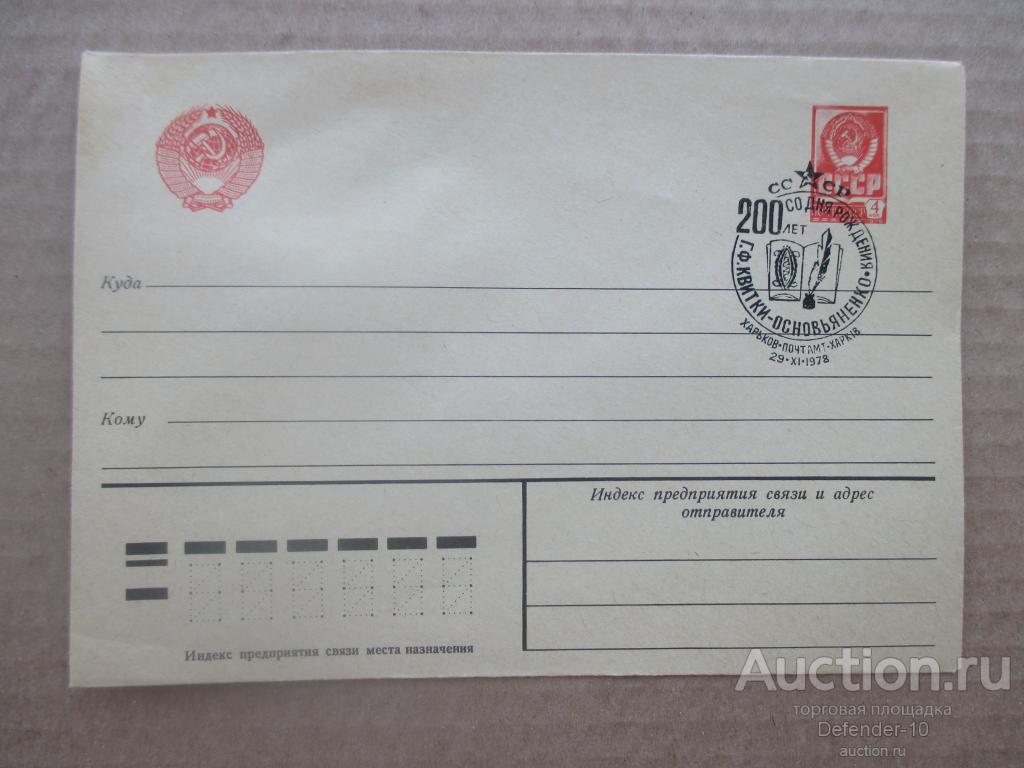 СССР
4
СССР
200 ЛЕТ СО ДНЯ РОЖДЕНИЯ
Г.Ф. КВИТКИ-ОСНОВЬЯНЕНКО
ХАРЬКОВ·ПОЧТАМТ·ХАРКІВ
29·XI·1978
Куда
Кому
Индекс предприятия связи и адрес
отправителя
Индекс предприятия связи места назначения
Auction.ru
торговая площадка
Defender-10
auction.ru